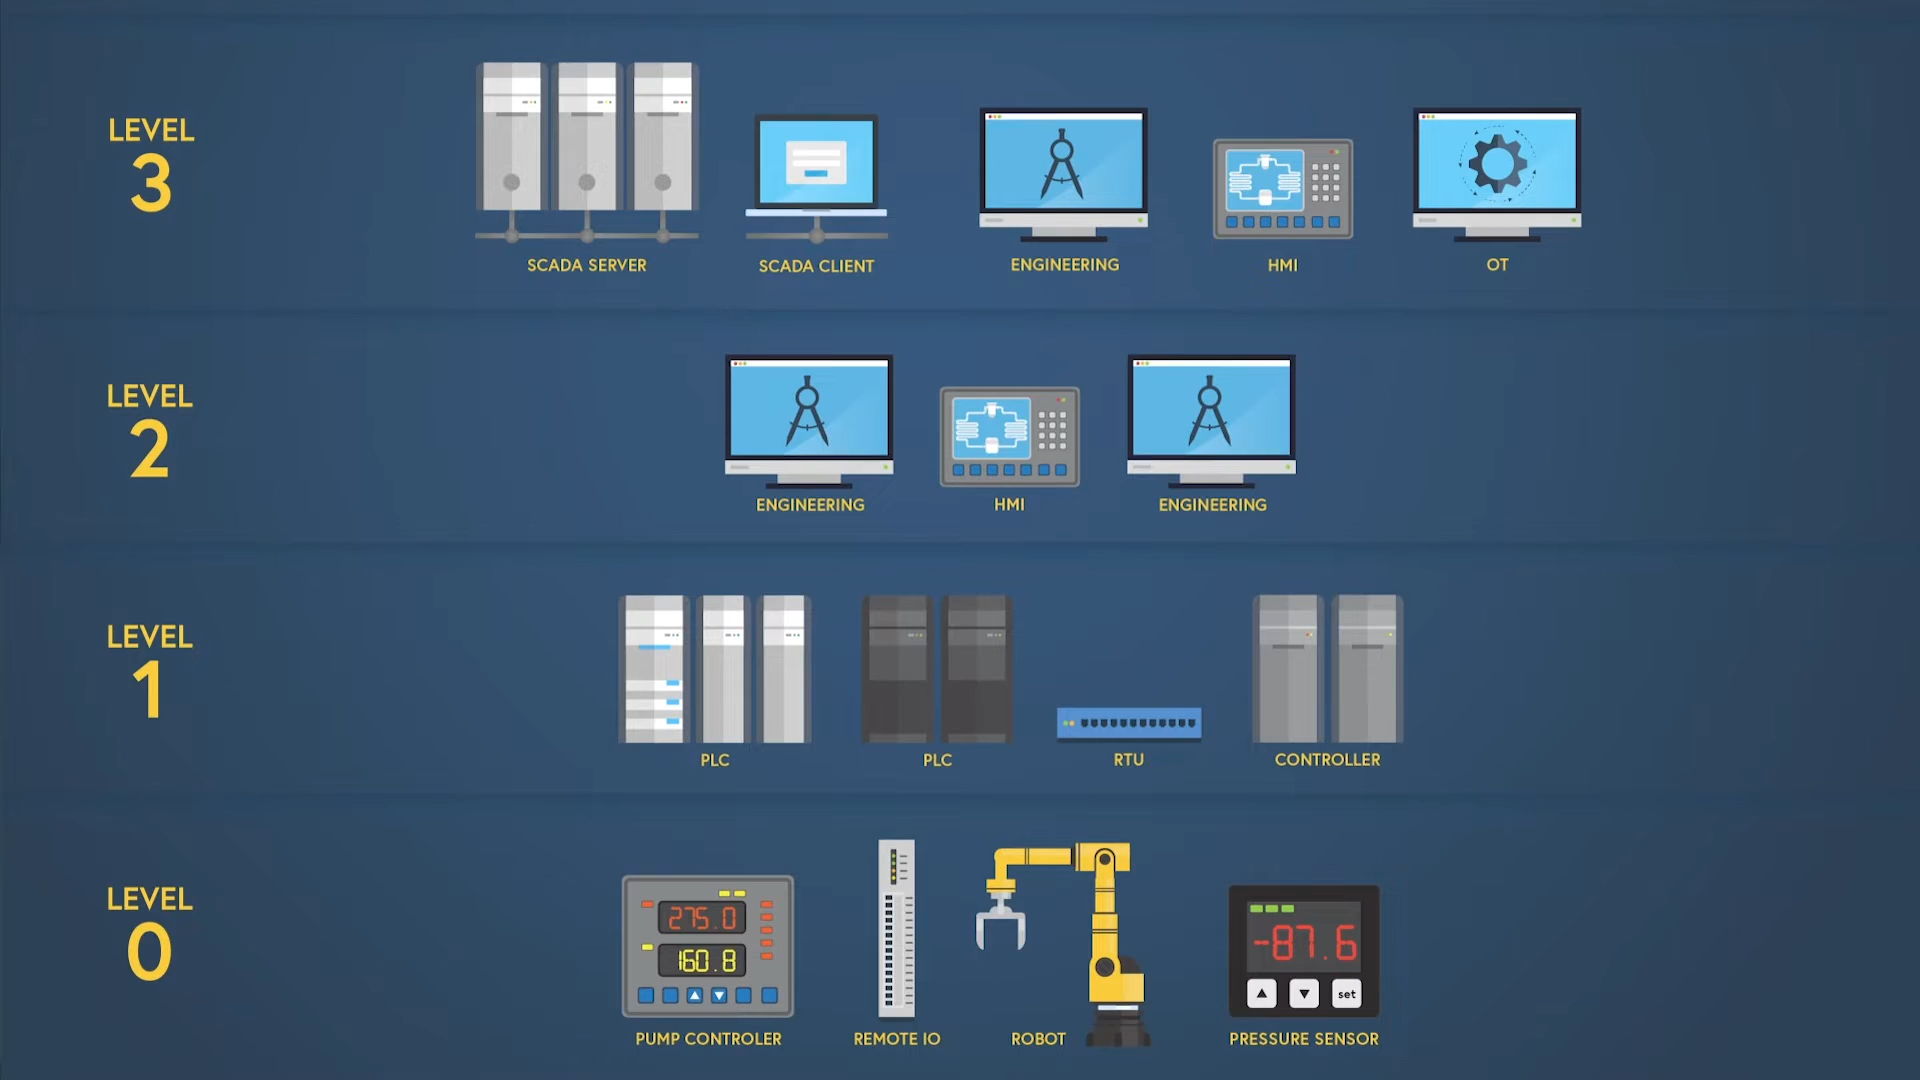 LEVEL
3
SCADA SERVER
SCADA CLIENT
ENGINEERING
HMI
OT
LEVEL
2
ENGINEERING
HMI
ENGINEERING
LEVEL
1
PLC
PLC
RTU
CONTROLLER
LEVEL
0
275.0
160.8
-87.6
set
PUMP CONTROLER
REMOTE IO
ROBOT
PRESSURE SENSOR